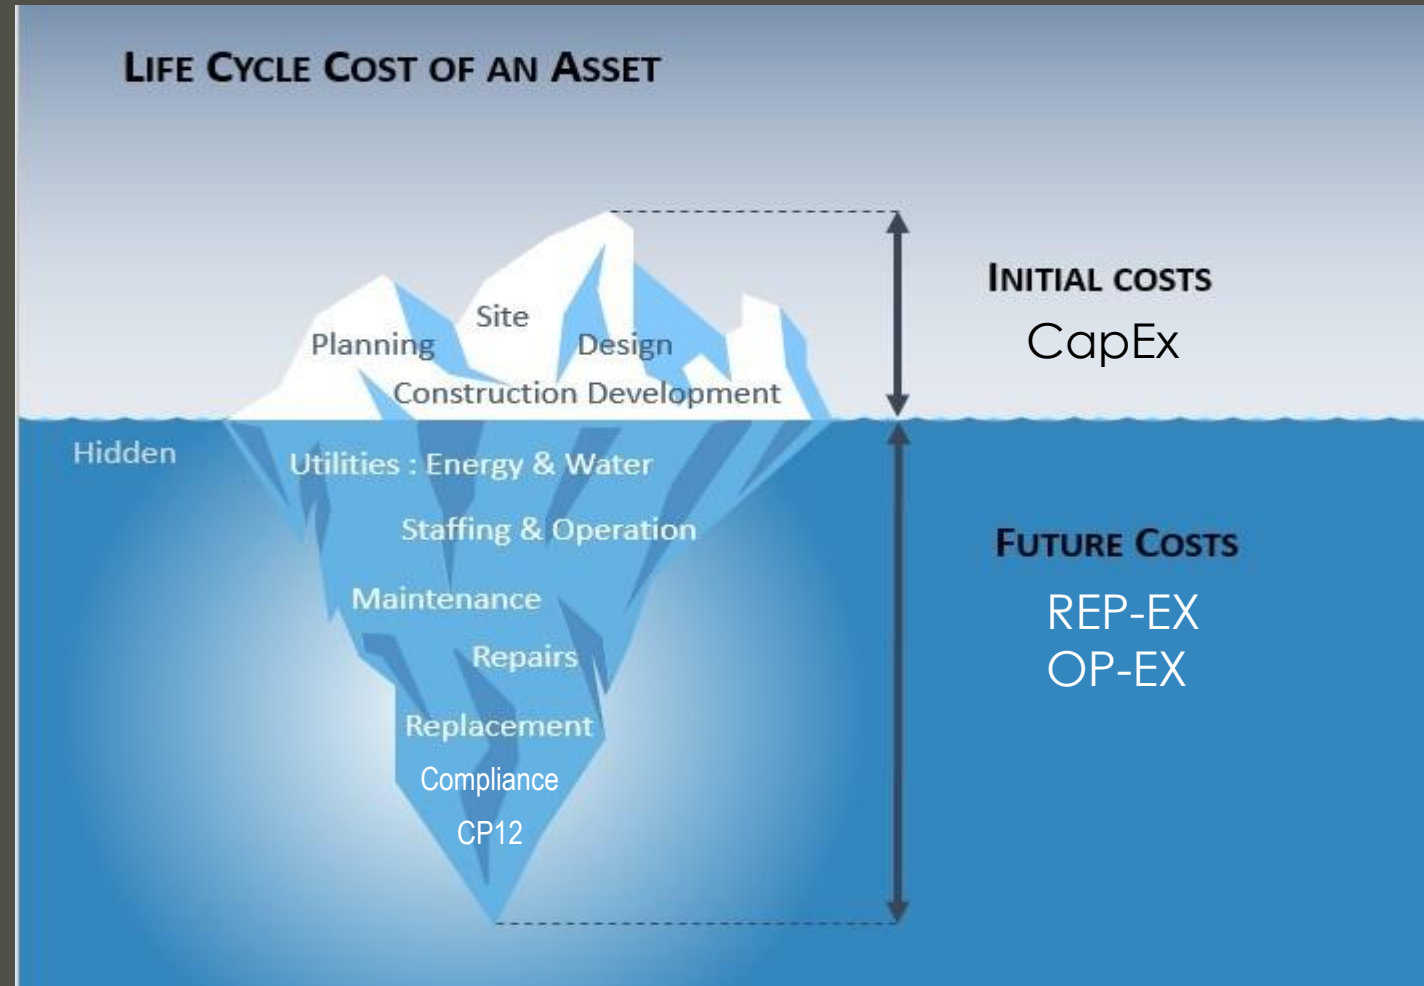 LIFE CYCLE COST OF AN ASSET
Site
Planning
Design
Construction Development
INITIAL COSTS
CapEx
Hidden
Utilities : Energy & Water
Staffing & Operation
Maintenance
Repairs
Replacement
Compliance
CP12
FUTURE COSTS
REP-EX
OP-EX